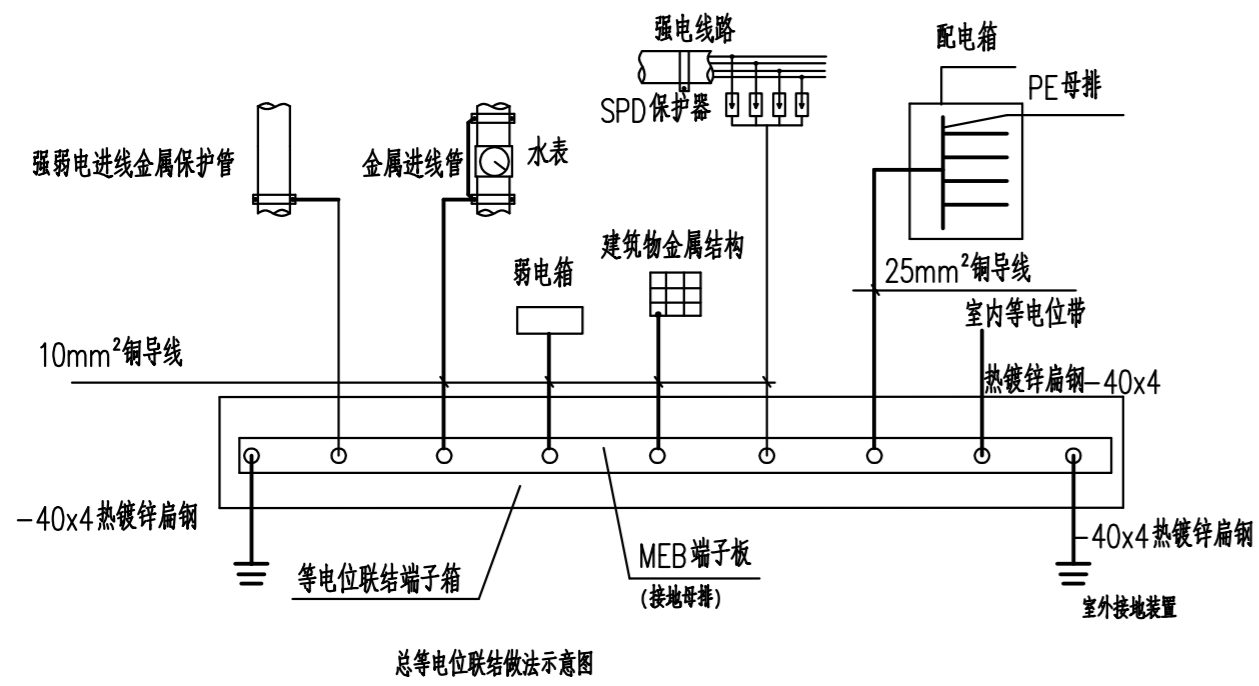 强电线路
配电箱
PE母排
SPD保护器
强弱电进线金属保护管
金属进线管
水表
建筑物金属结构
弱电箱
25mm²铜导线
室内等电位带
10mm²铜导线
热镀锌扁钢-40x4
-40x4热镀锌扁钢
-40x4热镀锌扁钢
MEB端子板
(接地母排)
等电位联结端子箱
室外接地装置
总等电位联结做法示意图